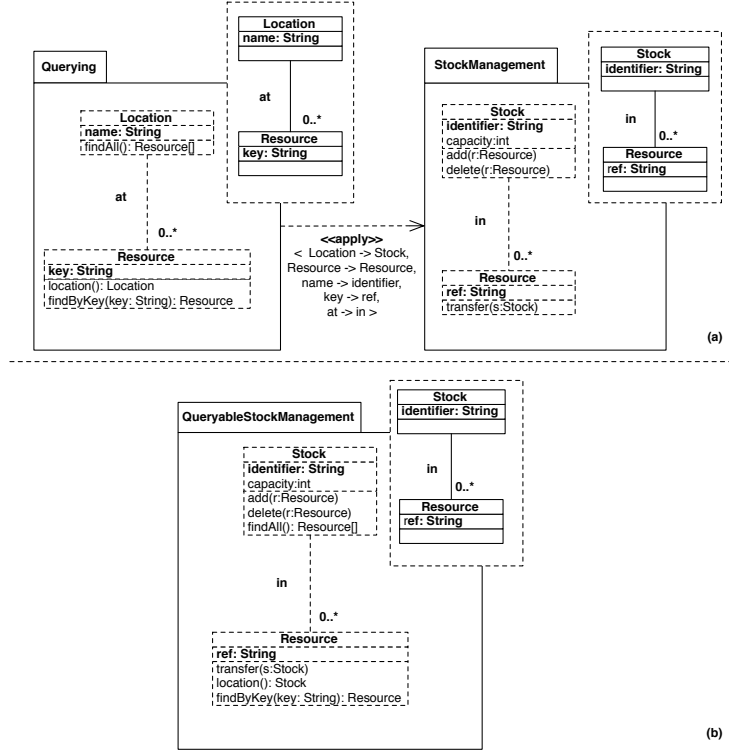 Querying
Location
name: String
findAll(): Resource[]
at
0..*
Resource
key: String
location(): Location
findByKey(key: String): Resource
Location
name: String
at
0..*
Resource
key: String
<<apply>>
< Location -> Stock,
Resource -> Resource,
name -> identifier,
key -> ref,
at -> in >
StockManagement
Stock
identifier: String
capacity:int
add(r:Resource)
delete(r:Resource)
in
0..*
Resource
ref: String
transfer(s:Stock)
Stock
identifier: String
in
0..*
Resource
ref: String
(a)
QueryableStockManagement
Stock
identifier: String
capacity:int
add(r:Resource)
delete(r:Resource)
findAll(): Resource[]
in
0..*
Resource
ref: String
transfer(s:Stock)
location(): Stock
findByKey(key: String): Resource
Stock
identifier: String
in
0..*
Resource
ref: String
(b)